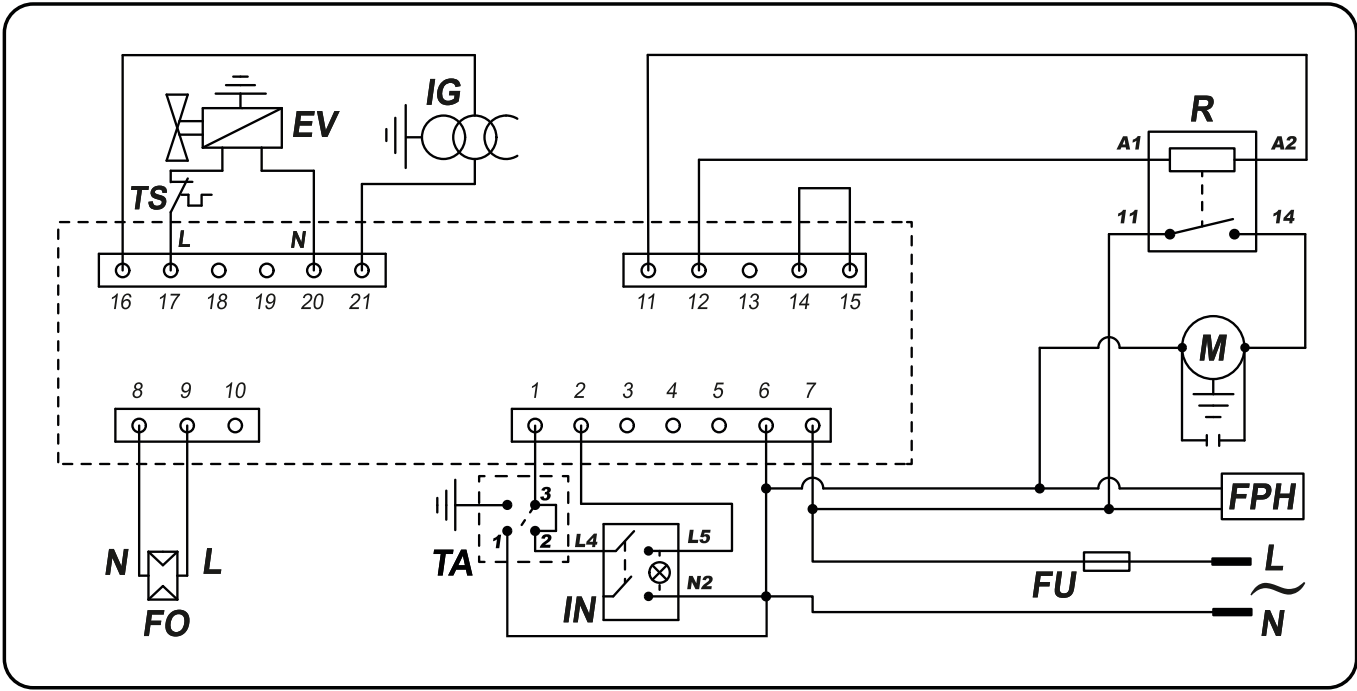 IG
EV
R
A1 A2
TS
11 14
L N
16 17 18 19 20 21
11 12 13 14 15
M
8 9 10
1 2 3 4 5 6 7
3
FPH
1 2 L4 L5
N L
TA
L
N2
FU
FO
IN
N